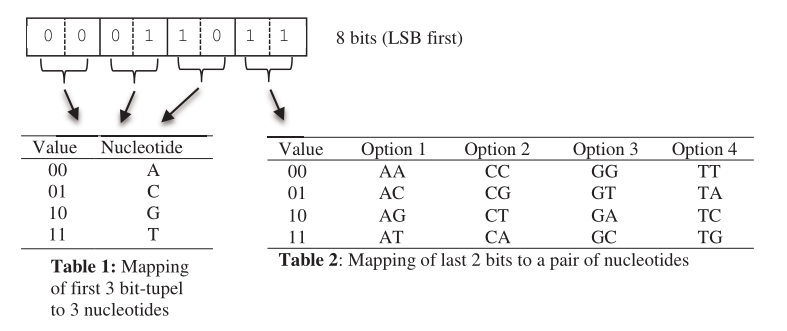 0 0 0 1 1 0 1 1 8 bits (LSB first)
Value Nucleotide
00 A
01 C
10 G
11 T
Table 1: Mapping
of first 3 bit-tupel
to 3 nucleotides
Value Option 1 Option 2 Option 3 Option 4
00 AA CC GG TT
01 AC CG GT TA
10 AG CT GA TC
11 AT CA GC TG
Table 2: Mapping of last 2 bits to a pair of nucleotides